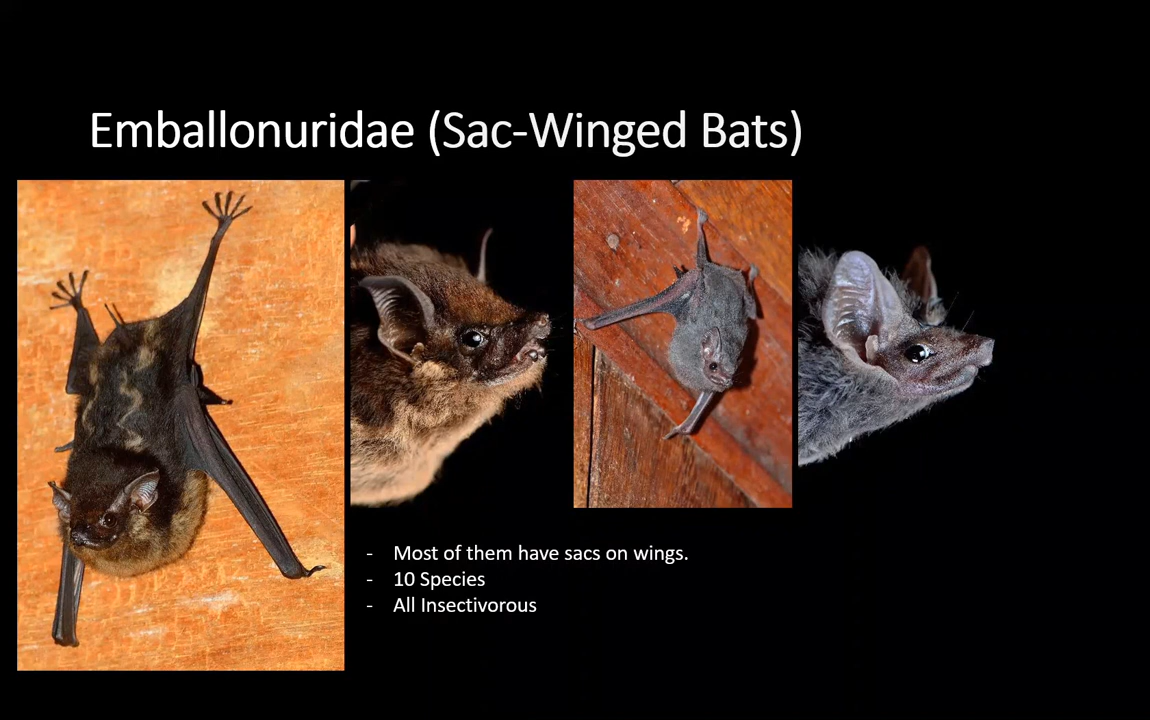 Emballonuridae (Sac-Winged Bats)
- Most of them have sacs on wings.
- 10 Species
- All Insectivorous